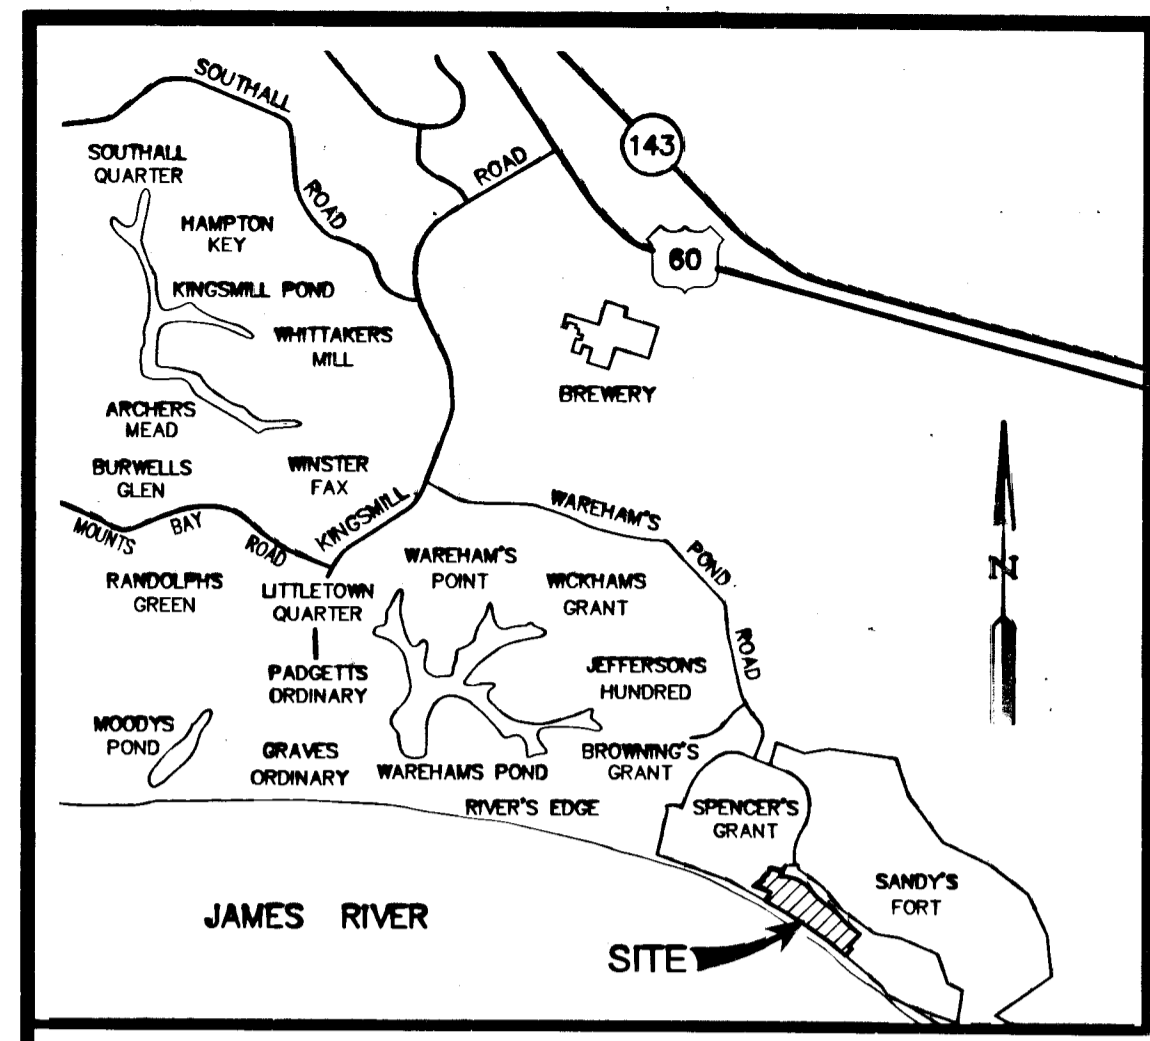 SOUTHALL
ROAD
143
ROAD
SOUTHALL
QUARTER
HAMPTON
KEY
60
KINGSMILL POND
WHITTAKERS
MILL
BREWERY
ARCHERS
MEAD
BURWELLS
GLEN
WINSTER
FAX
KINGSMILL
WAREHAM'S
POND
ROAD
MOUNTS
BAY
ROAD
WAREHAM'S
POINT
N
RANDOLPHS
GREEN
LITTLETOWN
QUARTER
WICKHAMS
GRANT
PADGETTS
ORDINARY
JEFFERSONS
HUNDRED
MOODYS
POND
GRAVES
ORDINARY
WAREHAMS POND
BROWNING'S
GRANT
RIVER'S EDGE
SPENCER'S
GRANT
SANDY'S
FORT
JAMES RIVER
SITE